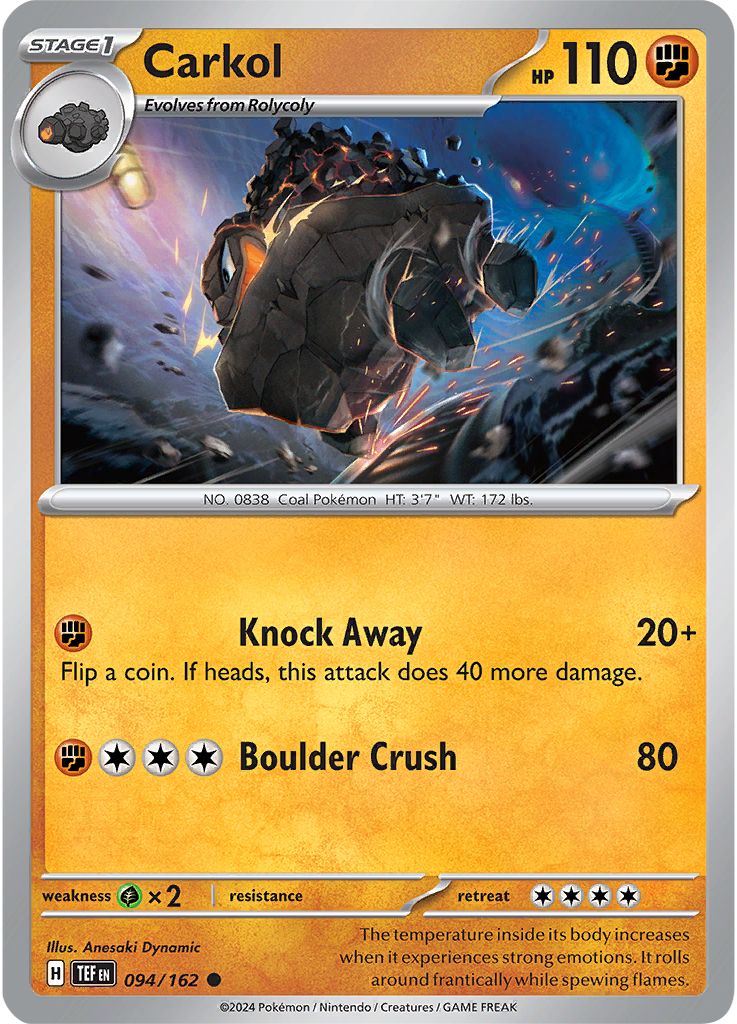 STAGE1
Carkol
HP 110
Evolves from Rolycoly
NO. 0838 Coal Pokémon HT: 3'7" WT: 172 lbs.
Knock Away 20+
Flip a coin. If heads, this attack does 40 more damage.
Boulder Crush 80
weakness ×2 resistance retreat
Illus. Anesaki Dynamic
The temperature inside its body increases
when it experiences strong emotions. It rolls
around frantically while spewing flames.
H TEF EN 094/162
©2024 Pokémon / Nintendo / Creatures / GAME FREAK